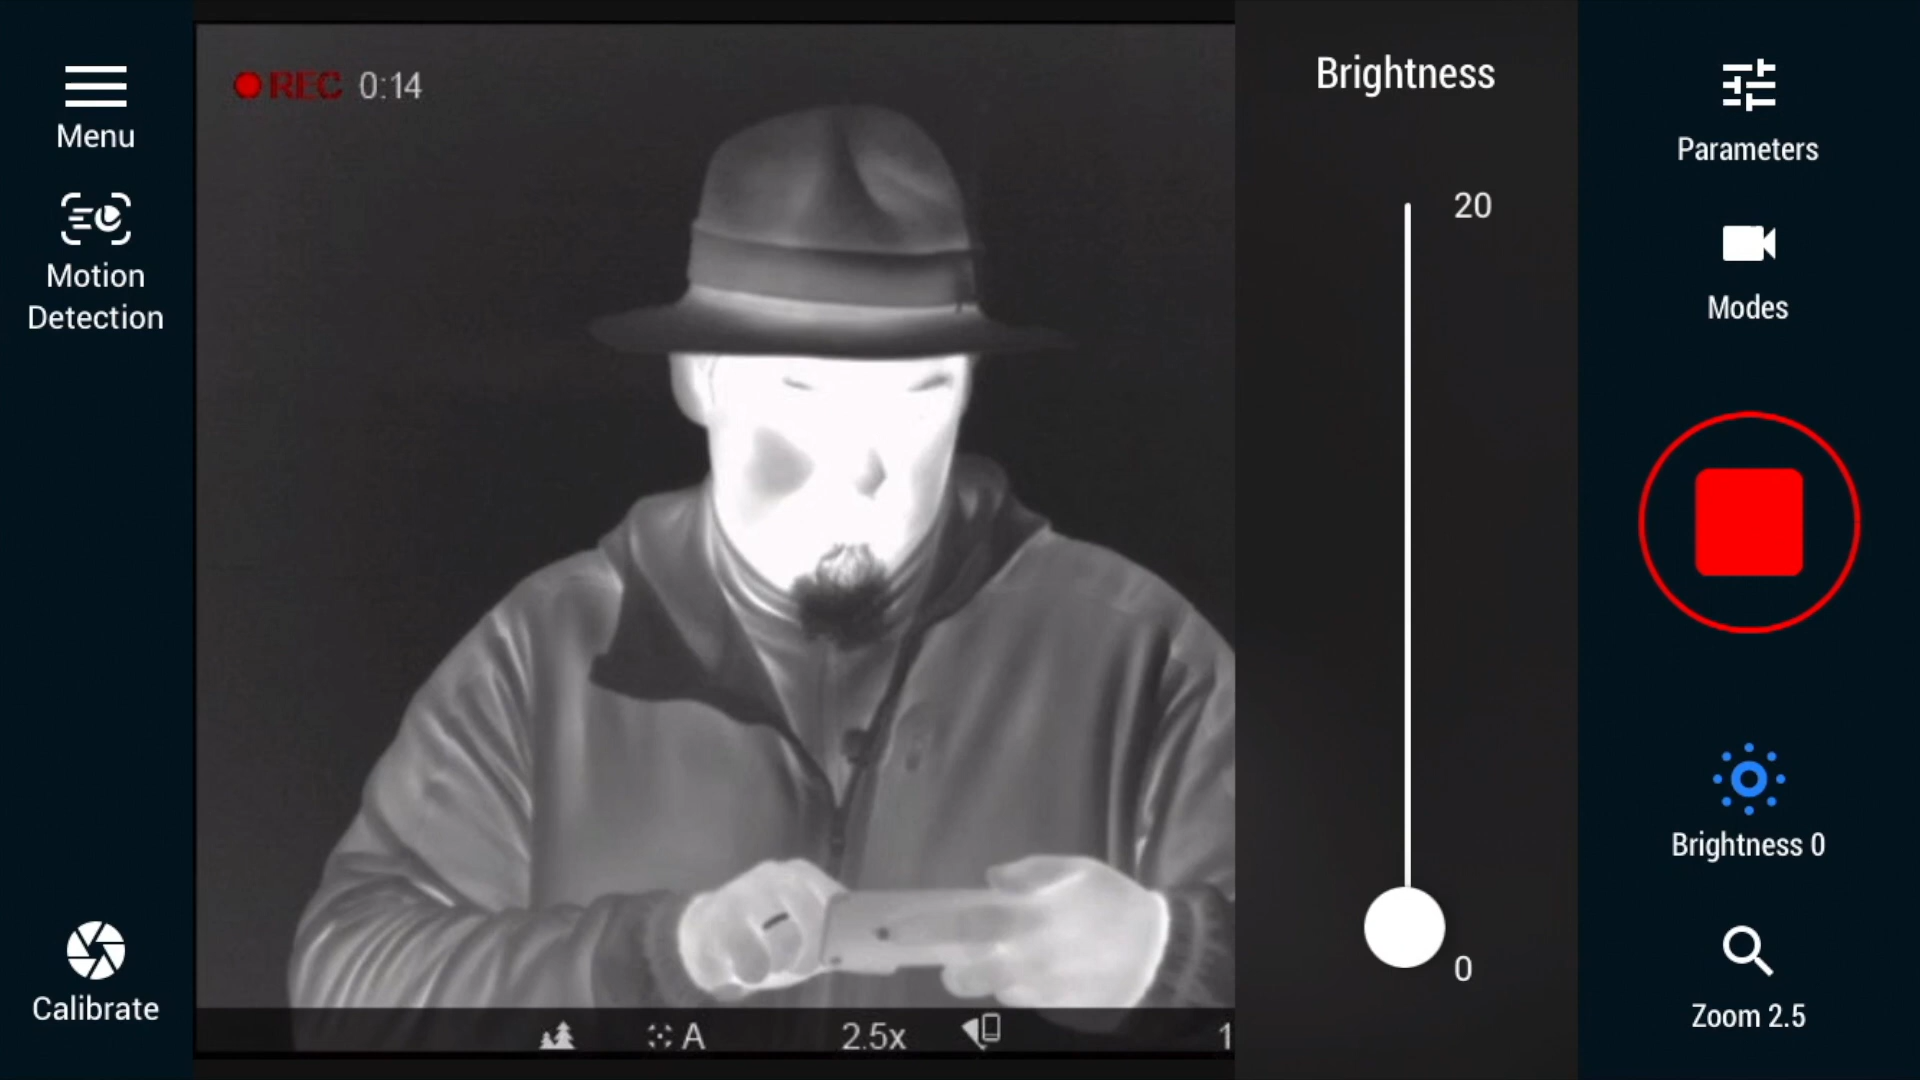 Menu
Motion
Detection
Calibrate
REC 0:14
A
2.5x
1
Brightness
20
0
Parameters
Modes
Brightness 0
Zoom 2.5